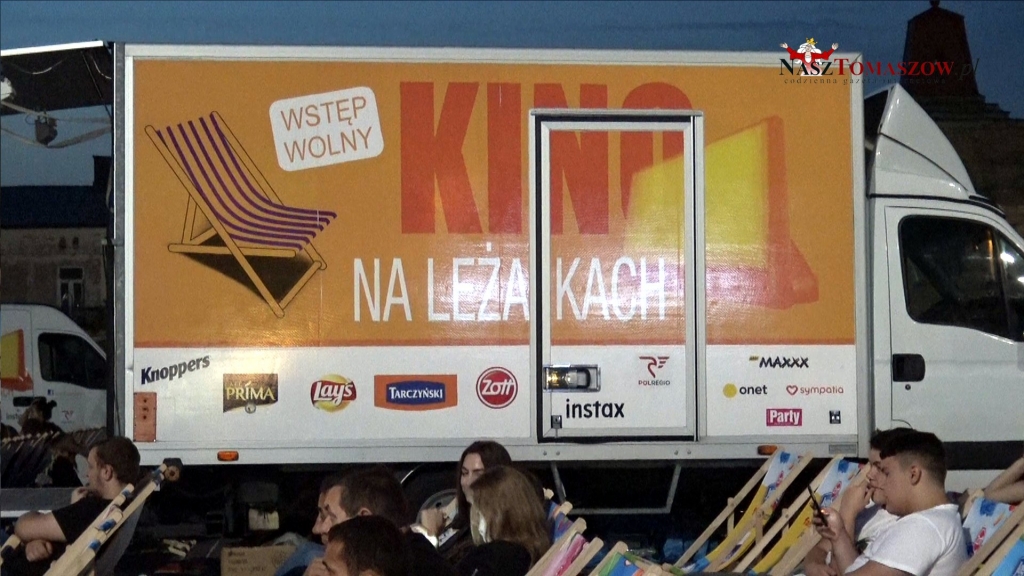 NASZTOMASZOW.pl
WSTĘP
WOLNY
KINO
NA LEŻAKACH
Knoppers
PRIMA
Lay's
TARCZYŃSKI
Zott
instax
POLREGIO
MAXXX
onet
sympatia
Party